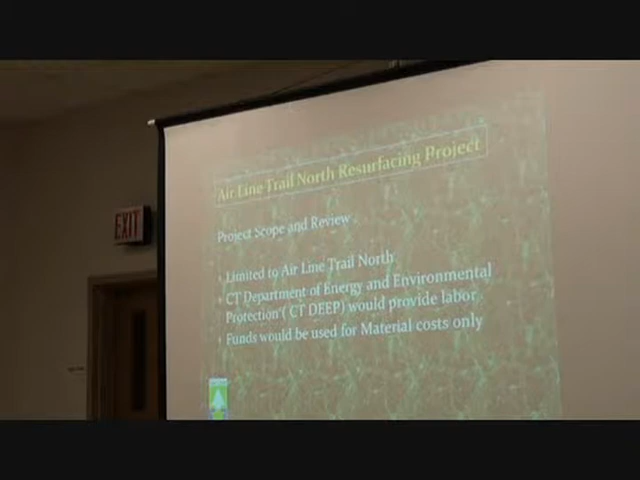 Air Line Trail North Resurfacing Project
Project Scope and Review
EXIT
Limited to Air Line Trail North
CT Department of Energy and Environmental
Protection ( CT DEEP) would provide labor
Funds would be used for Material costs only